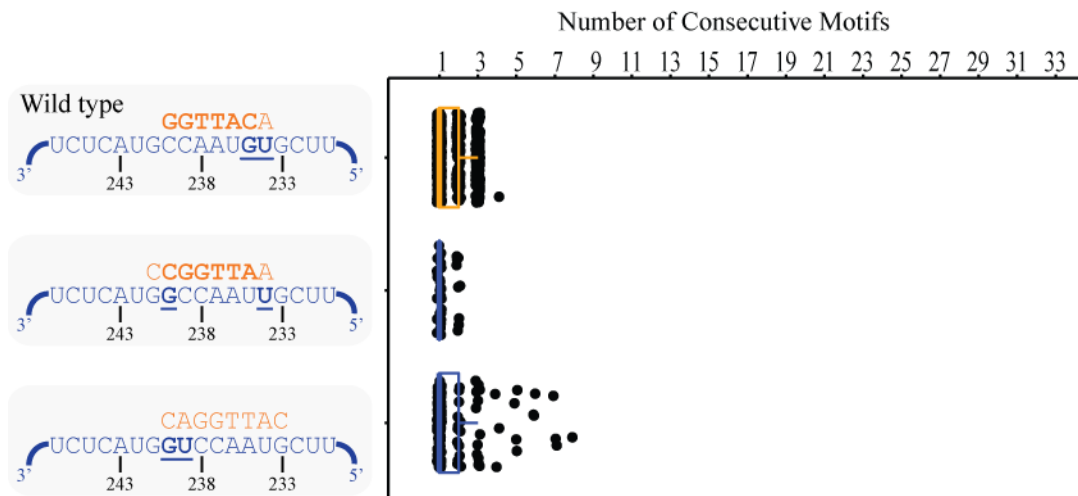 Number of Consecutive Motifs
1 3 5 7 9 11 13 15 17 19 21 23 25 27 29 31 33
Wild type
GGTTACA
UCUCAUGCCAAUGUGCUU
3’ 5’
243 238 233
CCGGTTAA
UCUCAUGGCCAAUUGCUU
3’ 5’
243 238 233
CAGGTTAC
UCUCAUGGUCCAAUGCUU
3’ 5’
243 238 233